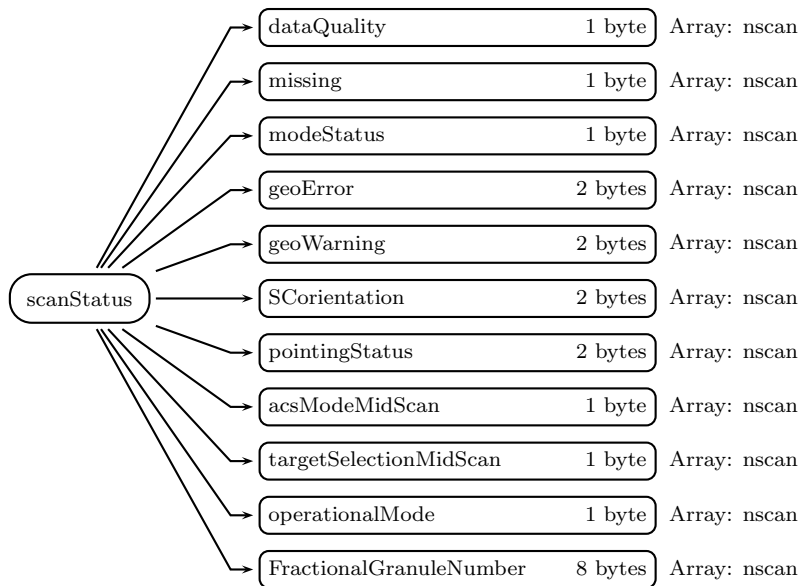 dataQuality 1 byte Array: nscan
missing 1 byte Array: nscan
modeStatus 1 byte Array: nscan
geoError 2 bytes Array: nscan
geoWarning 2 bytes Array: nscan
scanStatus
SCorientation 2 bytes Array: nscan
pointingStatus 2 bytes Array: nscan
acsModeMidScan 1 byte Array: nscan
targetSelectionMidScan 1 byte Array: nscan
operationalMode 1 byte Array: nscan
FractionalGranuleNumber 8 bytes Array: nscan